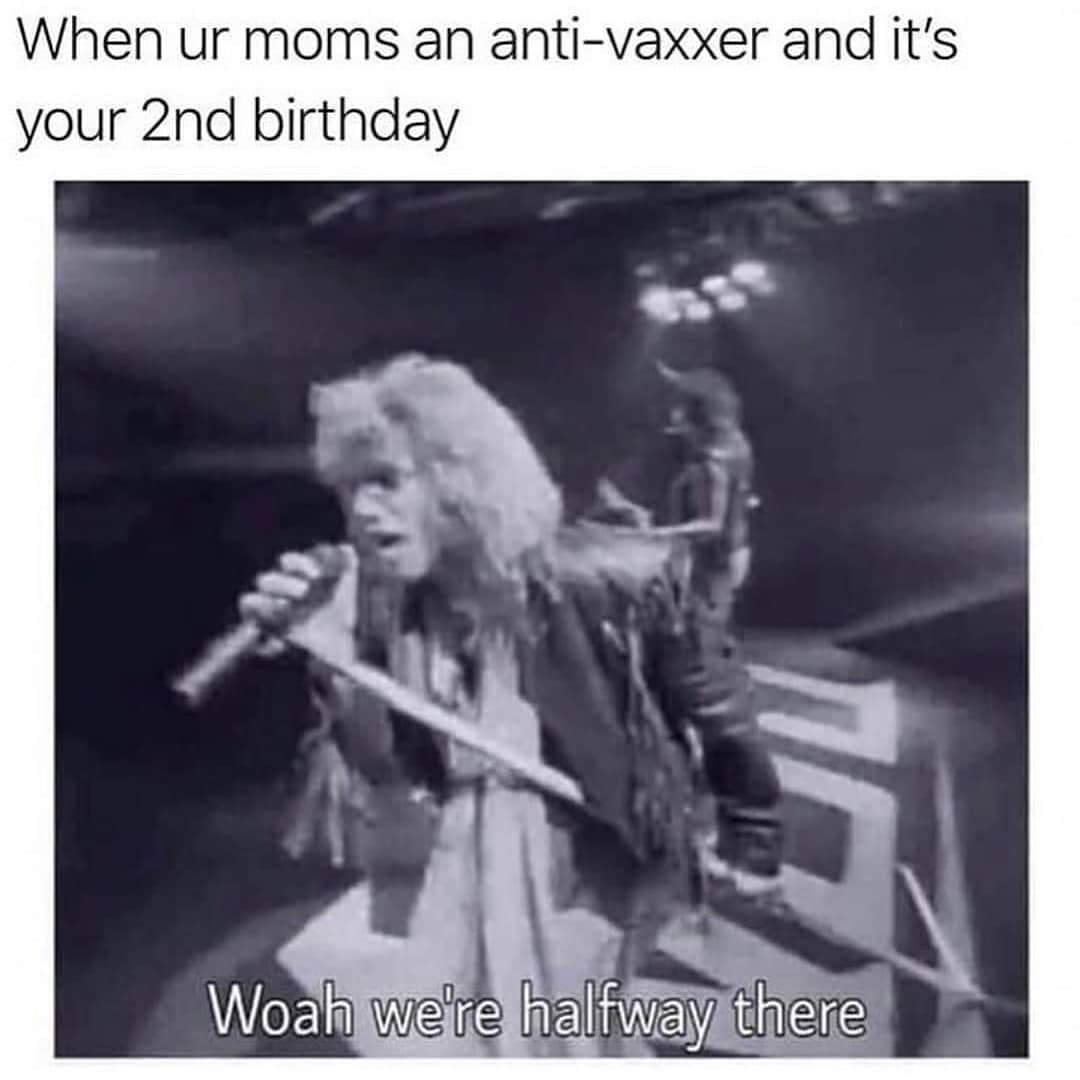 When ur moms an anti-vaxxer and it's
your 2nd birthday
Woah we're halfway there